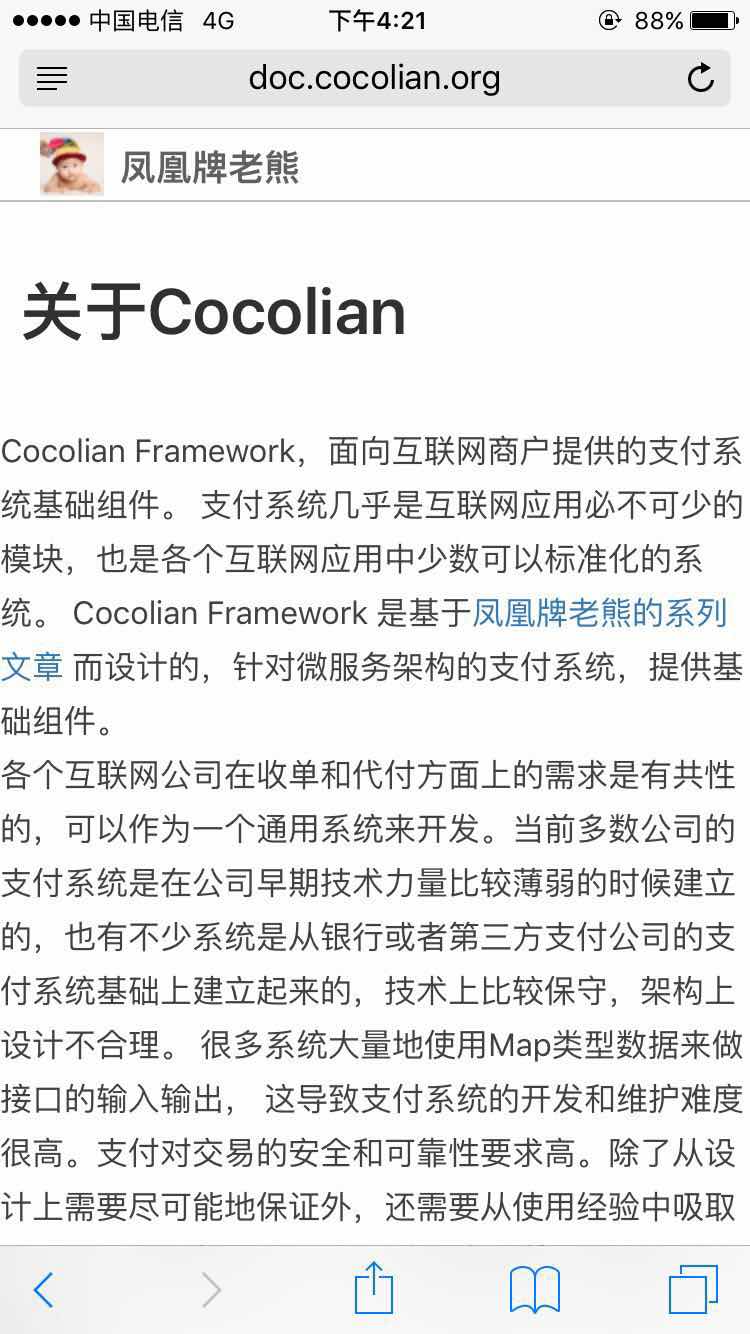 中国电信 4G 下午4:21 88%
doc.cocolian.org
凤凰牌老熊
关于Cocolian
Cocolian Framework，面向互联网商户提供的支付系
统基础组件。 支付系统几乎是互联网应用必不可少的
模块，也是各个互联网应用中少数可以标准化的系
统。 Cocolian Framework 是基于凤凰牌老熊的系列
文章 而设计的，针对微服务架构的支付系统，提供基
础组件。
各个互联网公司在收单和代付方面上的需求是有共性
的，可以作为一个通用系统来开发。当前多数公司的
支付系统是在公司早期技术力量比较薄弱的时候建立
的，也有不少系统是从银行或者第三方支付公司的支
付系统基础上建立起来的，技术上比较保守，架构上
设计不合理。 很多系统大量地使用Map类型数据来做
接口的输入输出， 这导致支付系统的开发和维护难度
很高。支付对交易的安全和可靠性要求高。除了从设
计上需要尽可能地保证外，还需要从使用经验中吸取